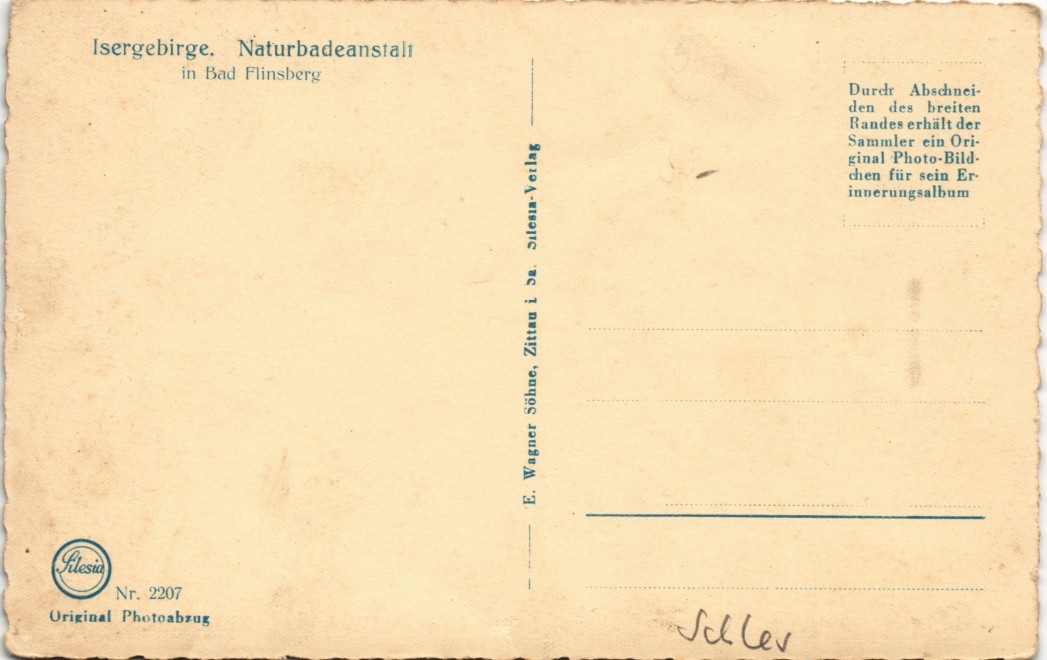 Isergebirge. Naturbadeanstalt
in Bad Flinsberg
Durch Abschnei-
den des breiten
Randes erhält der
Sammler ein Ori-
ginal Photo-Bild-
chen für sein Er-
innerungsalbum
E. Wagner Söhne, Zittau i. Sa. Silesia-Verlag
Silesia
Nr. 2207
Original Photoabzug
Schles